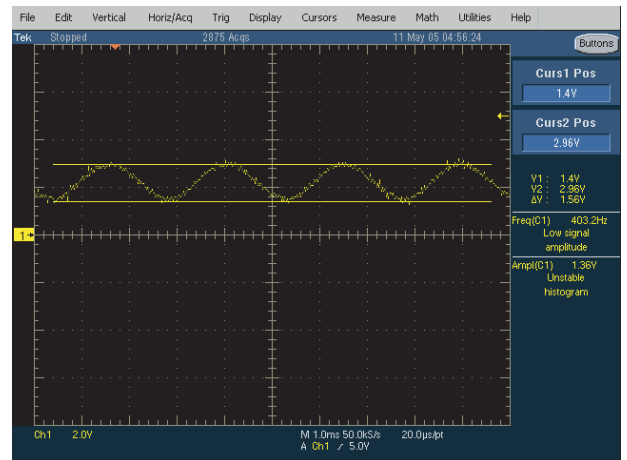 File Edit Vertical Horiz/Acq Trig Display Cursors Measure Math Utilities Help
Tek Stopped 2875 Acqs 11 May 05 04:56:24
Buttons
Curs1 Pos
1.4V
Curs2 Pos
2.96V
V1 : 1.4V
V2 : 2.96V
ΔV : 1.56V
Freq(C1) 403.2Hz
Low signal
amplitude
Ampl(C1) 1.36V
Unstable
histogram
1
Ch1 2.0V M 1.0ms 50.0kS/s 20.0µs/pt
A Ch1 ⁄ 5.0V